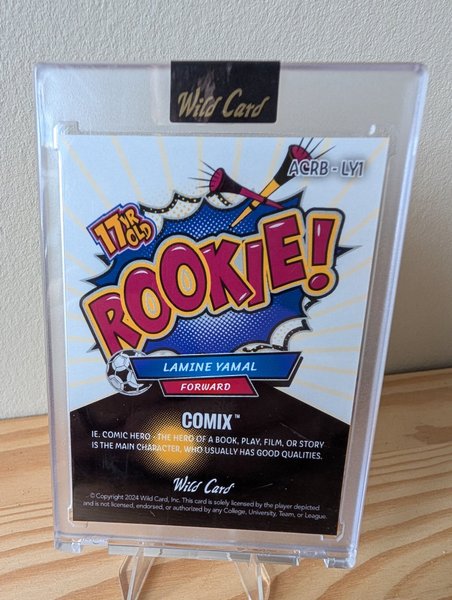 Wild Card
ACRB - LY1
17 YR
OLD
ROOKIE!
LAMINE YAMAL
FORWARD
COMIX™
IE. COMIC HERO - THE HERO OF A BOOK, PLAY, FILM, OR STORY
IS THE MAIN CHARACTER, WHO USUALLY HAS GOOD QUALITIES.
Wild Card
© Copyright 2024 Wild Card, Inc. This card is solely licensed by the player depicted
and is not licensed, endorsed, or authorized by any College, University, Team, or League.